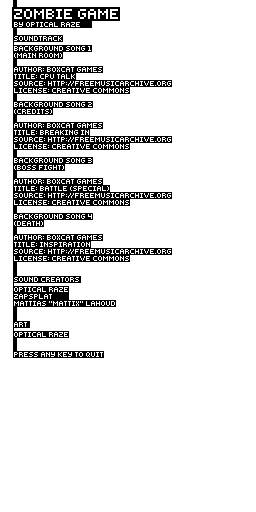 ZOMBIE GAME
BY OPTICAL RAZE
SOUNDTRACK
BACKGROUND SONG 1
(MAIN ROOM)
AUTHOR: BOXCAT GAMES
TITLE: CPU TALK
SOURCE: HTTP://FREEMUSICARCHIVE.ORG
LICENSE: CREATIVE COMMONS
BACKGROUND SONG 2
(CREDITS)
AUTHOR: BOXCAT GAMES
TITLE: BREAKING IN
SOURCE: HTTP://FREEMUSICARCHIVE.ORG
LICENSE: CREATIVE COMMONS
BACKGROUND SONG 3
(BOSS FIGHT)
AUTHOR: BOXCAT GAMES
TITLE: BATTLE (SPECIAL)
SOURCE: HTTP://FREEMUSICARCHIVE.ORG
LICENSE: CREATIVE COMMONS
BACKGROUND SONG 4
(DEATH)
AUTHOR: BOXCAT GAMES
TITLE: INSPIRATION
SOURCE: HTTP://FREEMUSICARCHIVE.ORG
LICENSE: CREATIVE COMMONS
SOUND CREATORS
OPTICAL RAZE
ZAPSPLAT
MATTIAS "MATTIX" LAHOUD
ART
OPTICAL RAZE
PRESS ANY KEY TO QUIT